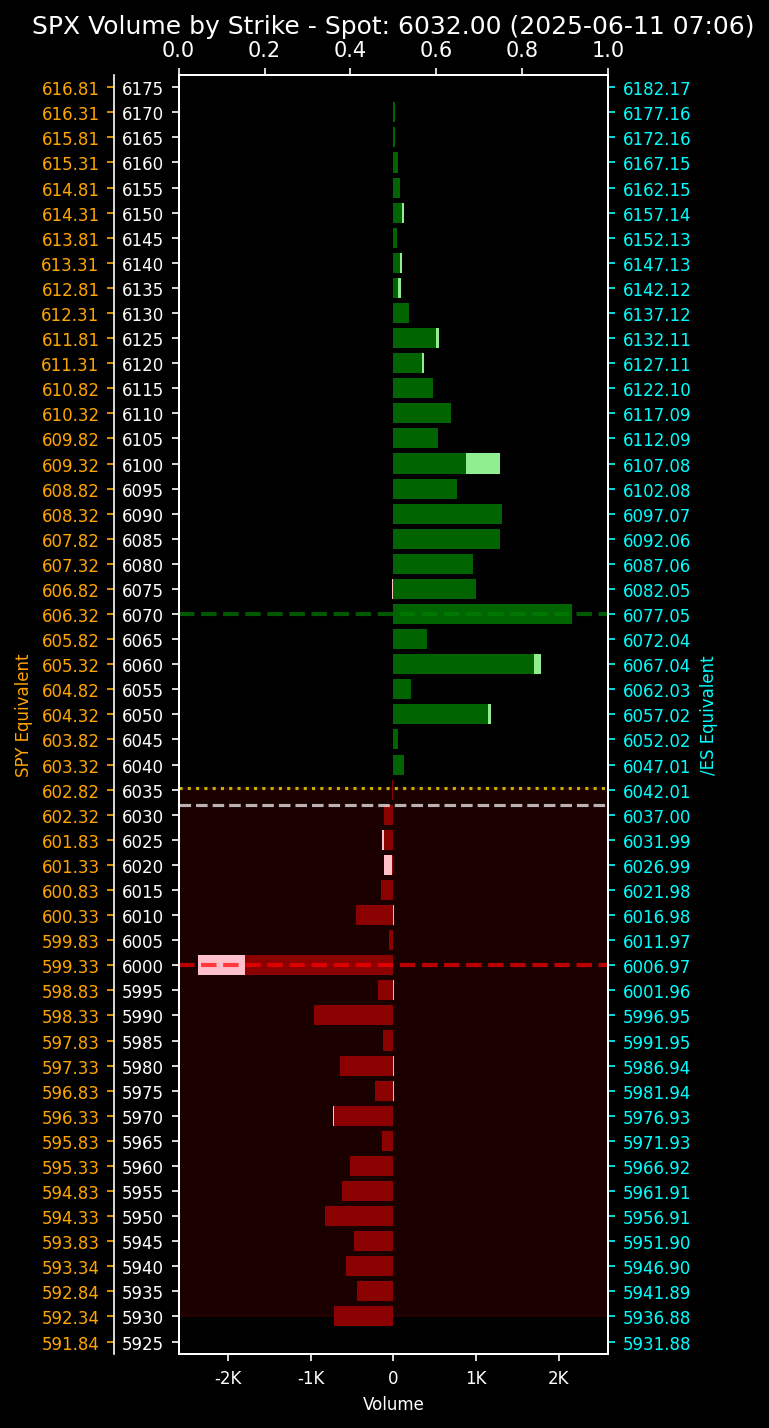 SPX Volume by Strike - Spot: 6032.00 (2025-06-11 07:06)
0.0 0.2 0.4 0.6 0.8 1.0
616.81 6175 6182.17
616.31 6170 6177.16
615.81 6165 6172.16
615.31 6160 6167.15
614.81 6155 6162.15
614.31 6150 6157.14
613.81 6145 6152.13
613.31 6140 6147.13
612.81 6135 6142.12
612.31 6130 6137.12
611.81 6125 6132.11
611.31 6120 6127.11
610.82 6115 6122.10
610.32 6110 6117.09
609.82 6105 6112.09
609.32 6100 6107.08
608.82 6095 6102.08
608.32 6090 6097.07
607.82 6085 6092.06
607.32 6080 6087.06
606.82 6075 6082.05
606.32 6070 6077.05
605.82 6065 6072.04
605.32 6060 6067.04
604.82 6055 6062.03
604.32 6050 6057.02
603.82 6045 6052.02
603.32 6040 6047.01
602.82 6035 6042.01
602.32 6030 6037.00
601.83 6025 6031.99
601.33 6020 6026.99
600.83 6015 6021.98
600.33 6010 6016.98
599.83 6005 6011.97
599.33 6000 6006.97
598.83 5995 6001.96
598.33 5990 5996.95
597.83 5985 5991.95
597.33 5980 5986.94
596.83 5975 5981.94
596.33 5970 5976.93
595.83 5965 5971.93
595.33 5960 5966.92
594.83 5955 5961.91
594.33 5950 5956.91
593.83 5945 5951.90
593.34 5940 5946.90
592.84 5935 5941.89
592.34 5930 5936.88
591.84 5925 5931.88
SPY Equivalent
/ES Equivalent
-2K -1K 0 1K 2K
Volume